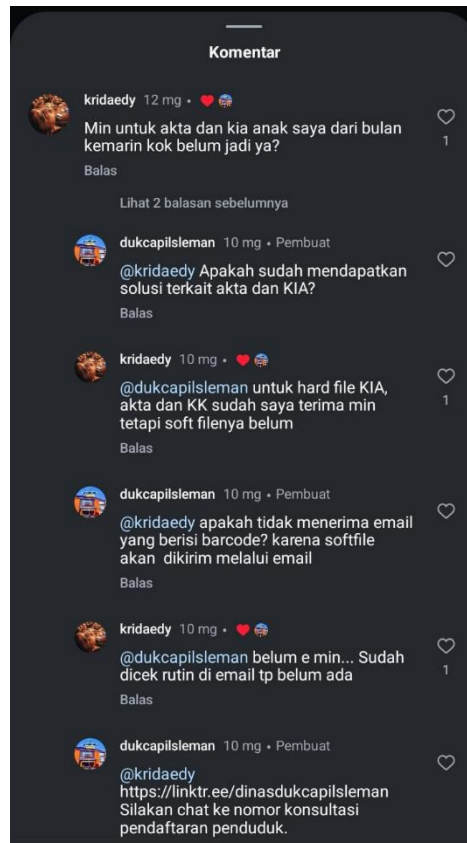 Komentar
kridaedy 12 mg •
Min untuk akta dan kia anak saya dari bulan
kemarin kok belum jadi ya?
1
Balas
Lihat 2 balasan sebelumnya
dukcapilsleman 10 mg • Pembuat
@kridaedy Apakah sudah mendapatkan
solusi terkait akta dan KIA?
Balas
kridaedy 10 mg •
@dukcapilsleman untuk hard file KIA,
akta dan KK sudah saya terima min
tetapi soft filenya belum
1
Balas
dukcapilsleman 10 mg • Pembuat
@kridaedy apakah tidak menerima email
yang berisi barcode? karena softfile
akan dikirim melalui email
Balas
kridaedy 10 mg •
@dukcapilsleman belum e min... Sudah
dicek rutin di email tp belum ada
1
Balas
dukcapilsleman 10 mg • Pembuat
@kridaedy
https://linktr.ee/dinasdukcapilsleman
Silakan chat ke nomor konsultasi
pendaftaran penduduk.